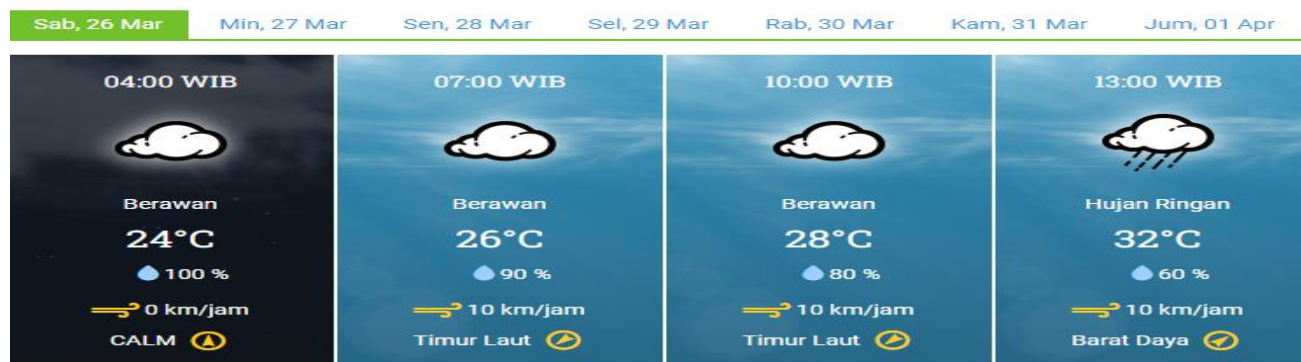 Sab, 26 Mar Min, 27 Mar Sen, 28 Mar Sel, 29 Mar Rab, 30 Mar Kam, 31 Mar Jum, 01 Apr
04:00 WIB
Berawan
24°C
100 %
0 km/jam
CALM
07:00 WIB
Berawan
26°C
90 %
10 km/jam
Timur Laut
10:00 WIB
Berawan
28°C
80 %
10 km/jam
Timur Laut
13:00 WIB
Hujan Ringan
32°C
60 %
10 km/jam
Barat Daya